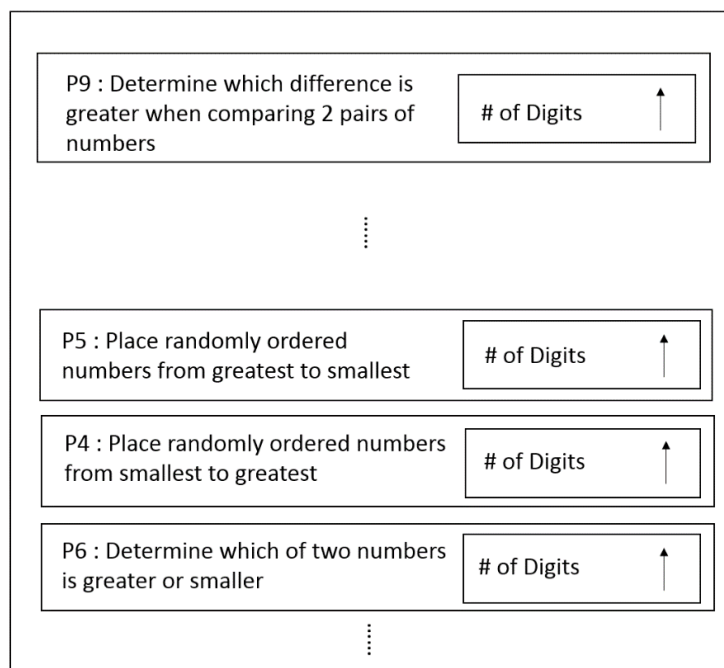 P9 : Determine which difference is
greater when comparing 2 pairs of
numbers
# of Digits
P5 : Place randomly ordered
numbers from greatest to smallest
# of Digits
P4 : Place randomly ordered numbers
from smallest to greatest
# of Digits
P6 : Determine which of two numbers
is greater or smaller
# of Digits